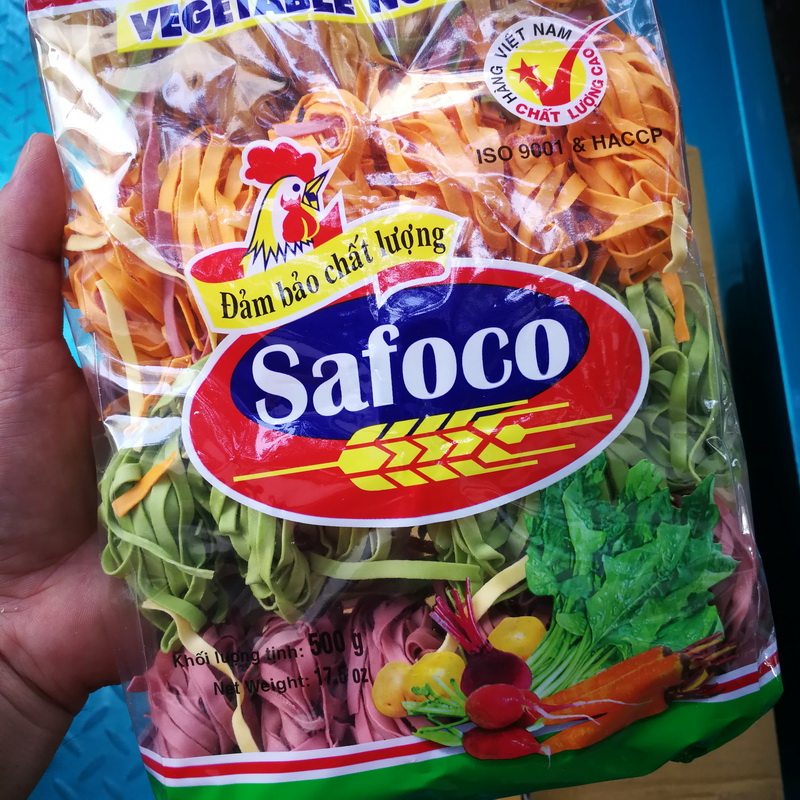 VEGETABLE
HÀNG VIỆT NAM
CHẤT LƯỢNG CAO
ISO 9001 & HACCP
Đảm bảo chất lượng
Safoco
Khối lượng tịnh: 500 g
Net Weight: 17.6 oz